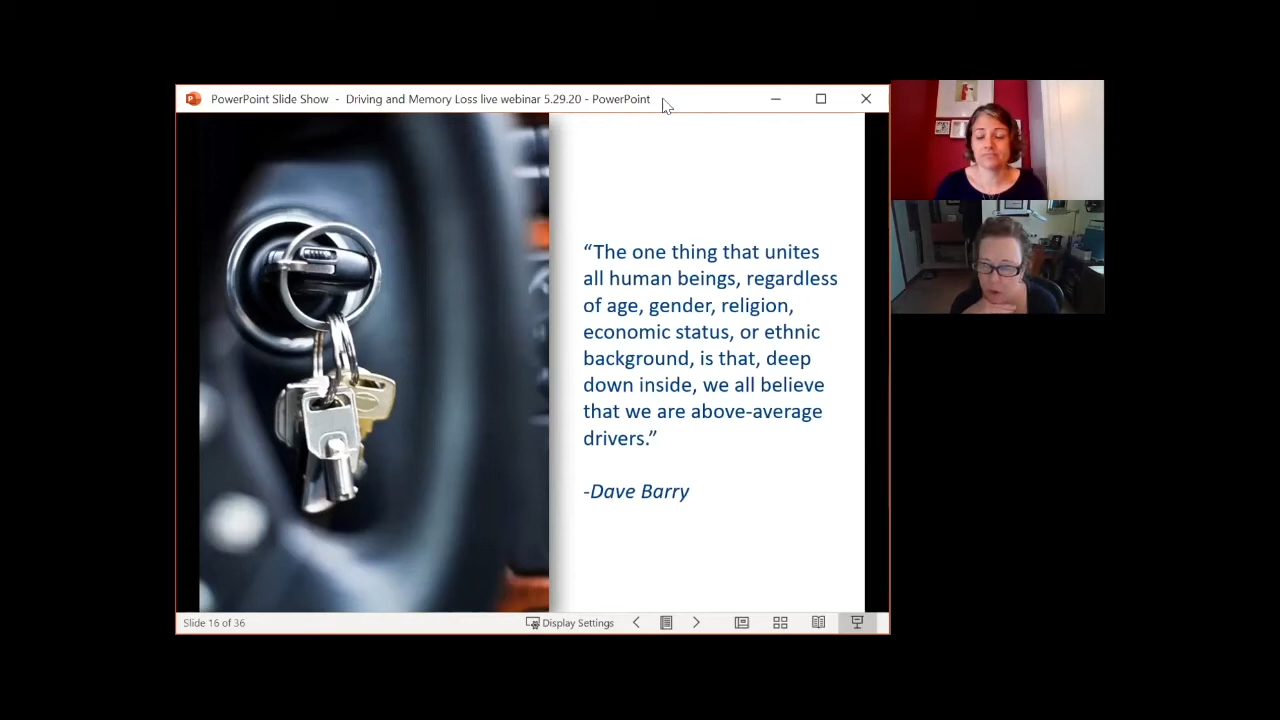 PowerPoint Slide Show - Driving and Memory Loss live webinar 5.29.20 - PowerPoint
“The one thing that unites
all human beings, regardless
of age, gender, religion,
economic status, or ethnic
background, is that, deep
down inside, we all believe
that we are above-average
drivers.”
-Dave Barry
Slide 16 of 36
Display Settings